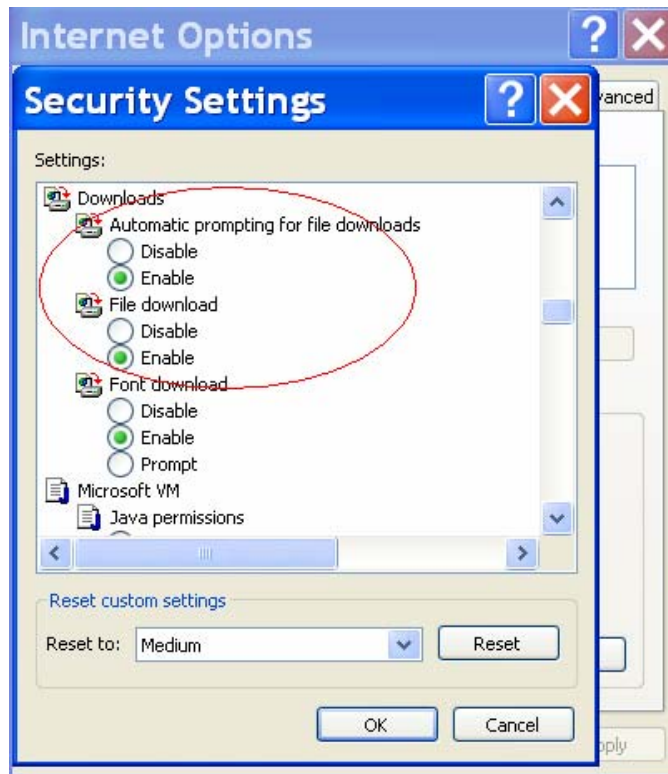 Internet Options
Security Settings
anced
Settings:
Downloads
Automatic prompting for file downloads
Disable
Enable
File download
Disable
Enable
Font download
Disable
Enable
Prompt
Microsoft VM
Java permissions
Reset custom settings
Reset to: Medium Reset
OK Cancel
pply